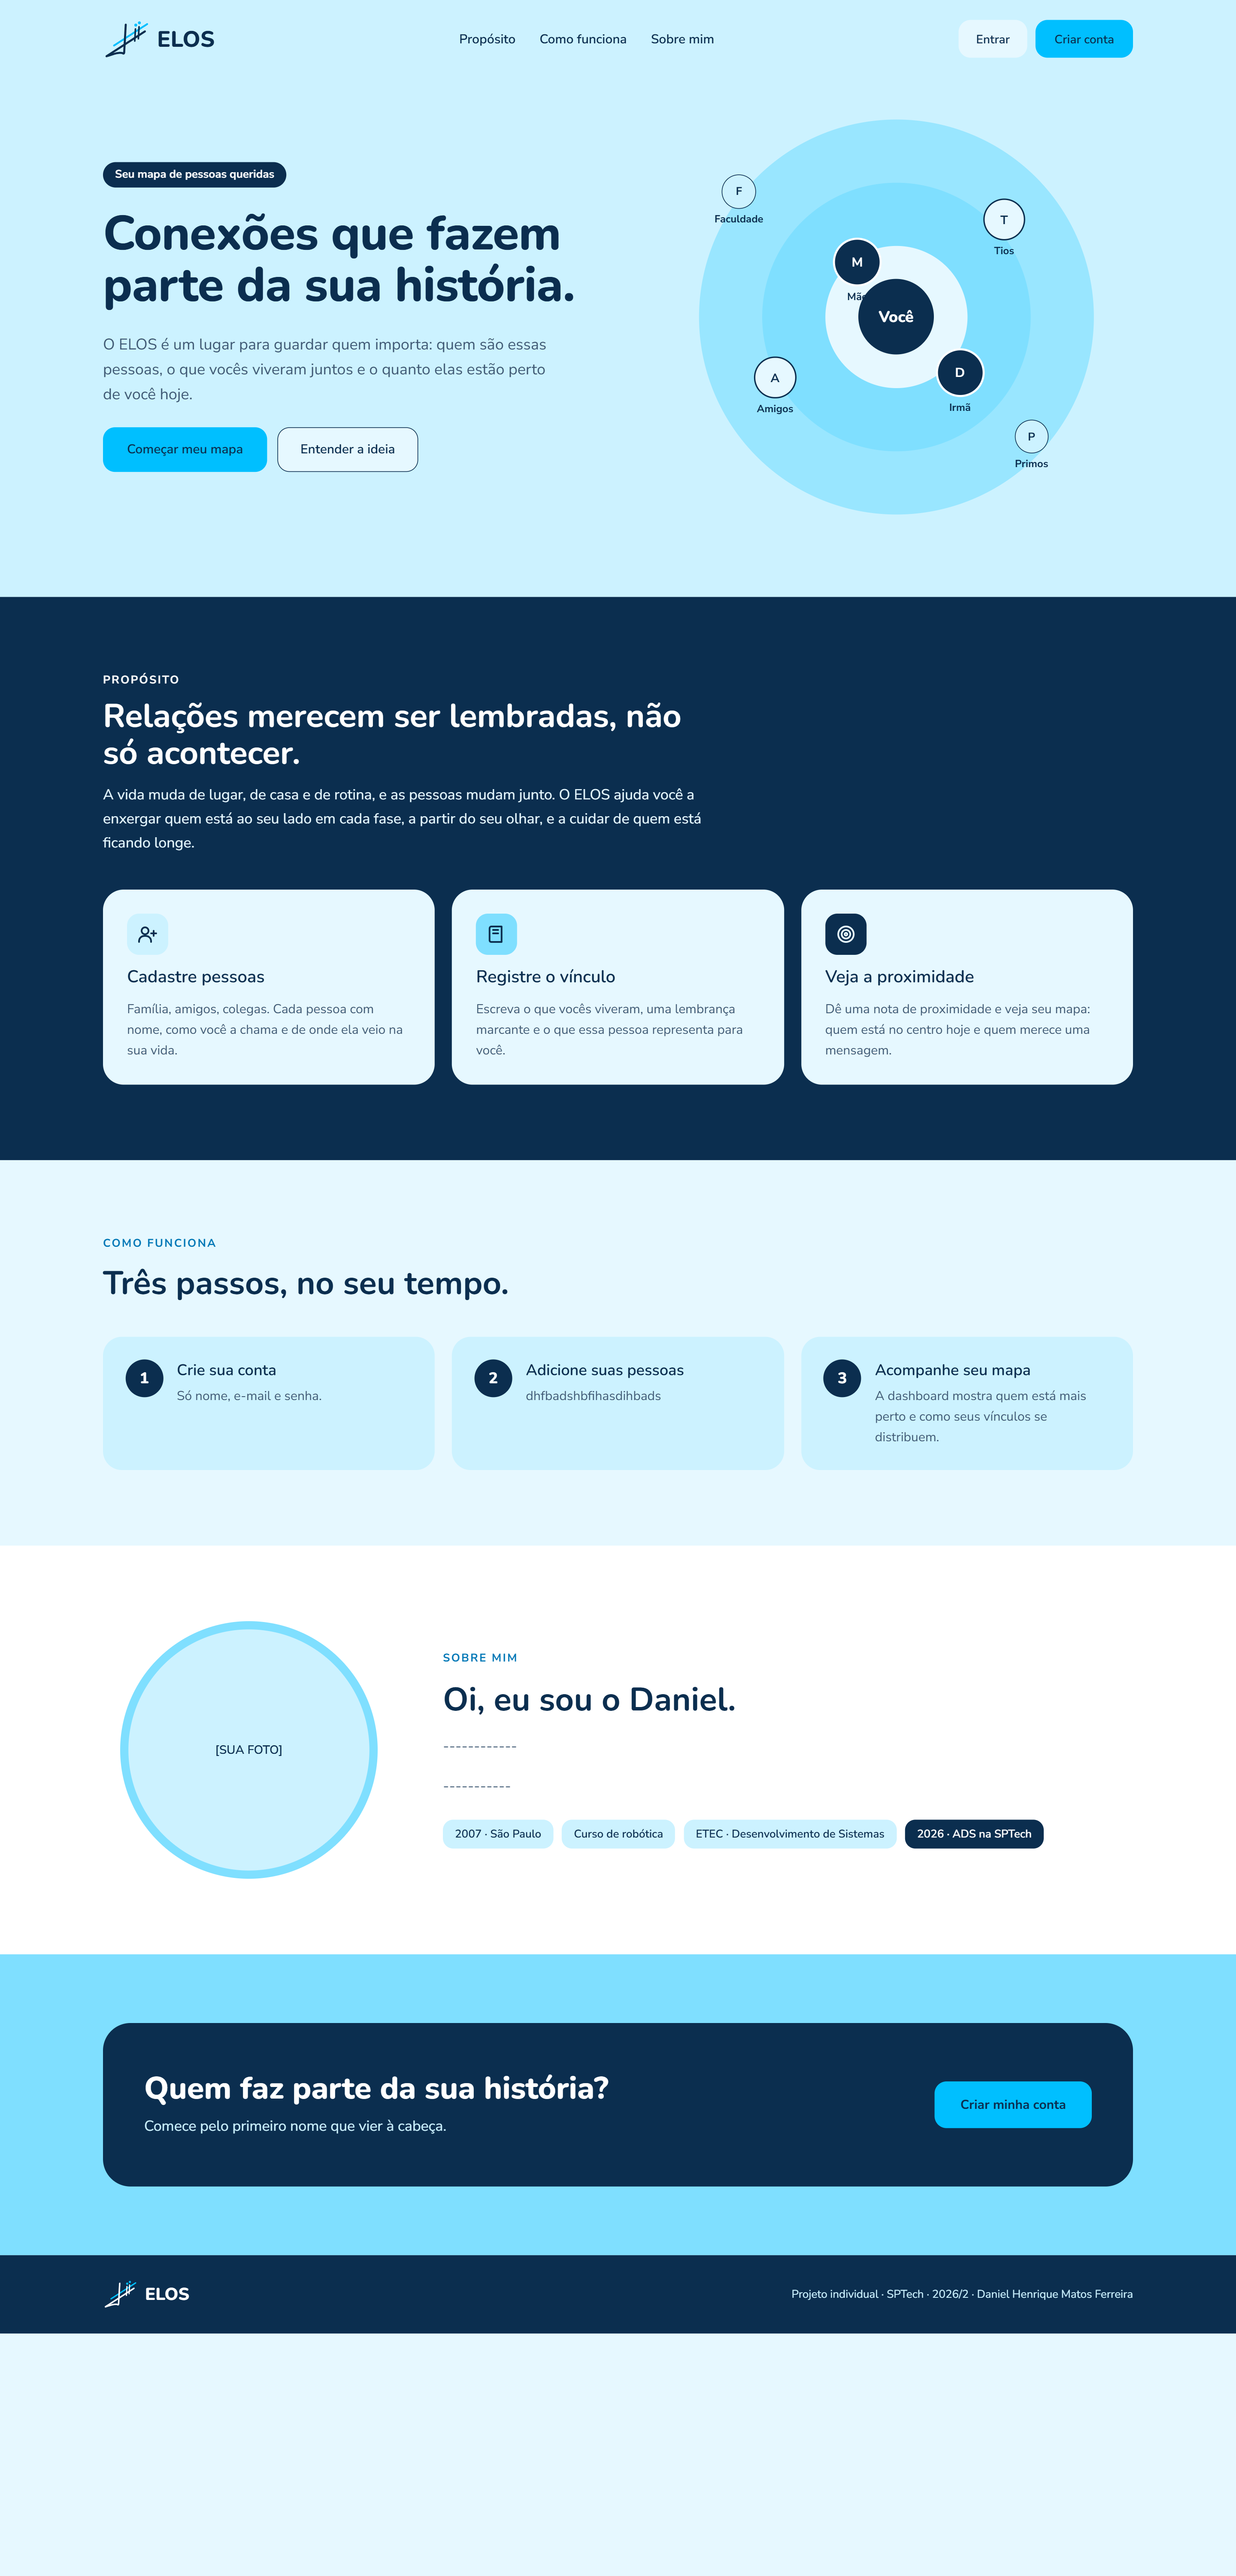 ELOS
Propósito
Como funciona
Sobre mim
Entrar
Criar conta
Seu mapa de pessoas queridas
Conexões que fazem
parte da sua história.
O ELOS é um lugar para guardar quem importa: quem são essas
pessoas, o que vocês viveram juntos e o quanto elas estão perto
de você hoje.
Começar meu mapa
Entender a ideia
F
Faculdade
T
Tios
M
Mãe
Você
A
Amigos
D
Irmã
P
Primos
PROPÓSITO
Relações merecem ser lembradas, não
só acontecer.
A vida muda de lugar, de casa e de rotina, e as pessoas mudam junto. O ELOS ajuda você a
enxergar quem está ao seu lado em cada fase, a partir do seu olhar, e a cuidar de quem está
ficando longe.
Cadastre pessoas
Família, amigos, colegas. Cada pessoa com
nome, como você a chama e de onde ela veio na
sua vida.
Registre o vínculo
Escreva o que vocês viveram, uma lembrança
marcante e o que essa pessoa representa para
você.
Veja a proximidade
Dê uma nota de proximidade e veja seu mapa:
quem está no centro hoje e quem merece uma
mensagem.
COMO FUNCIONA
Três passos, no seu tempo.
1
Crie sua conta
Só nome, e-mail e senha.
2
Adicione suas pessoas
dhfbadshbfihasdihbads
3
Acompanhe seu mapa
A dashboard mostra quem está mais
perto e como seus vínculos se
distribuem.
[SUA FOTO]
SOBRE MIM
Oi, eu sou o Daniel.
------------
-----------
2007 · São Paulo
Curso de robótica
ETEC · Desenvolvimento de Sistemas
2026 · ADS na SPTech
Quem faz parte da sua história?
Comece pelo primeiro nome que vier à cabeça.
Criar minha conta
ELOS
Projeto individual · SPTech · 2026/2 · Daniel Henrique Matos Ferreira